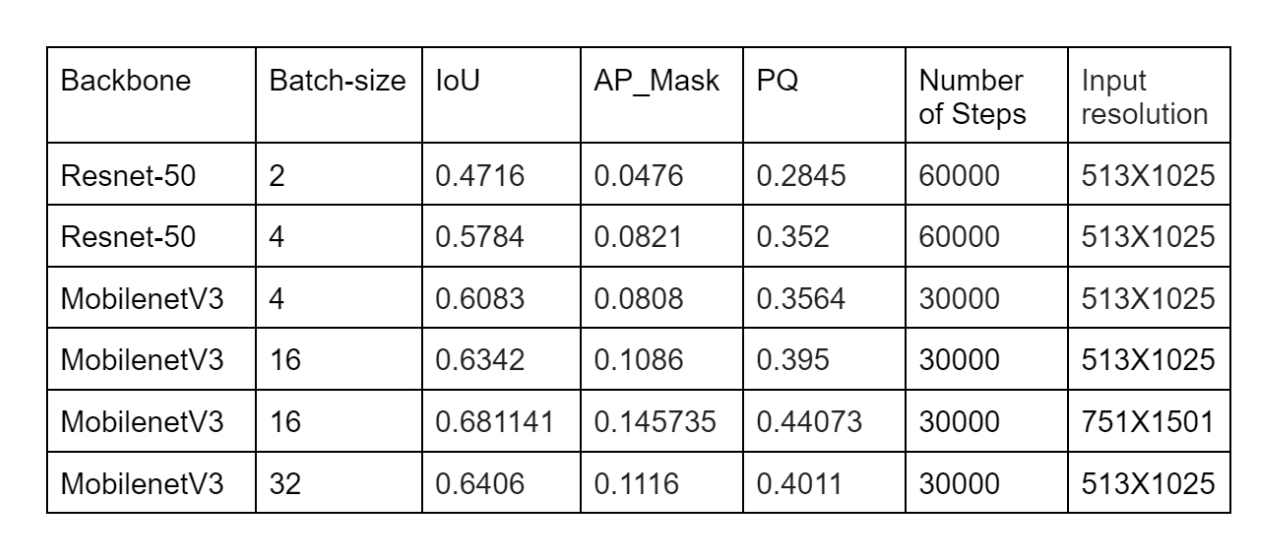 Backbone Batch-size IoU AP_Mask PQ Number of Steps Input resolution
Resnet-50 2 0.4716 0.0476 0.2845 60000 513X1025
Resnet-50 4 0.5784 0.0821 0.352 60000 513X1025
MobilenetV3 4 0.6083 0.0808 0.3564 30000 513X1025
MobilenetV3 16 0.6342 0.1086 0.395 30000 513X1025
MobilenetV3 16 0.681141 0.145735 0.44073 30000 751X1501
MobilenetV3 32 0.6406 0.1116 0.4011 30000 513X1025